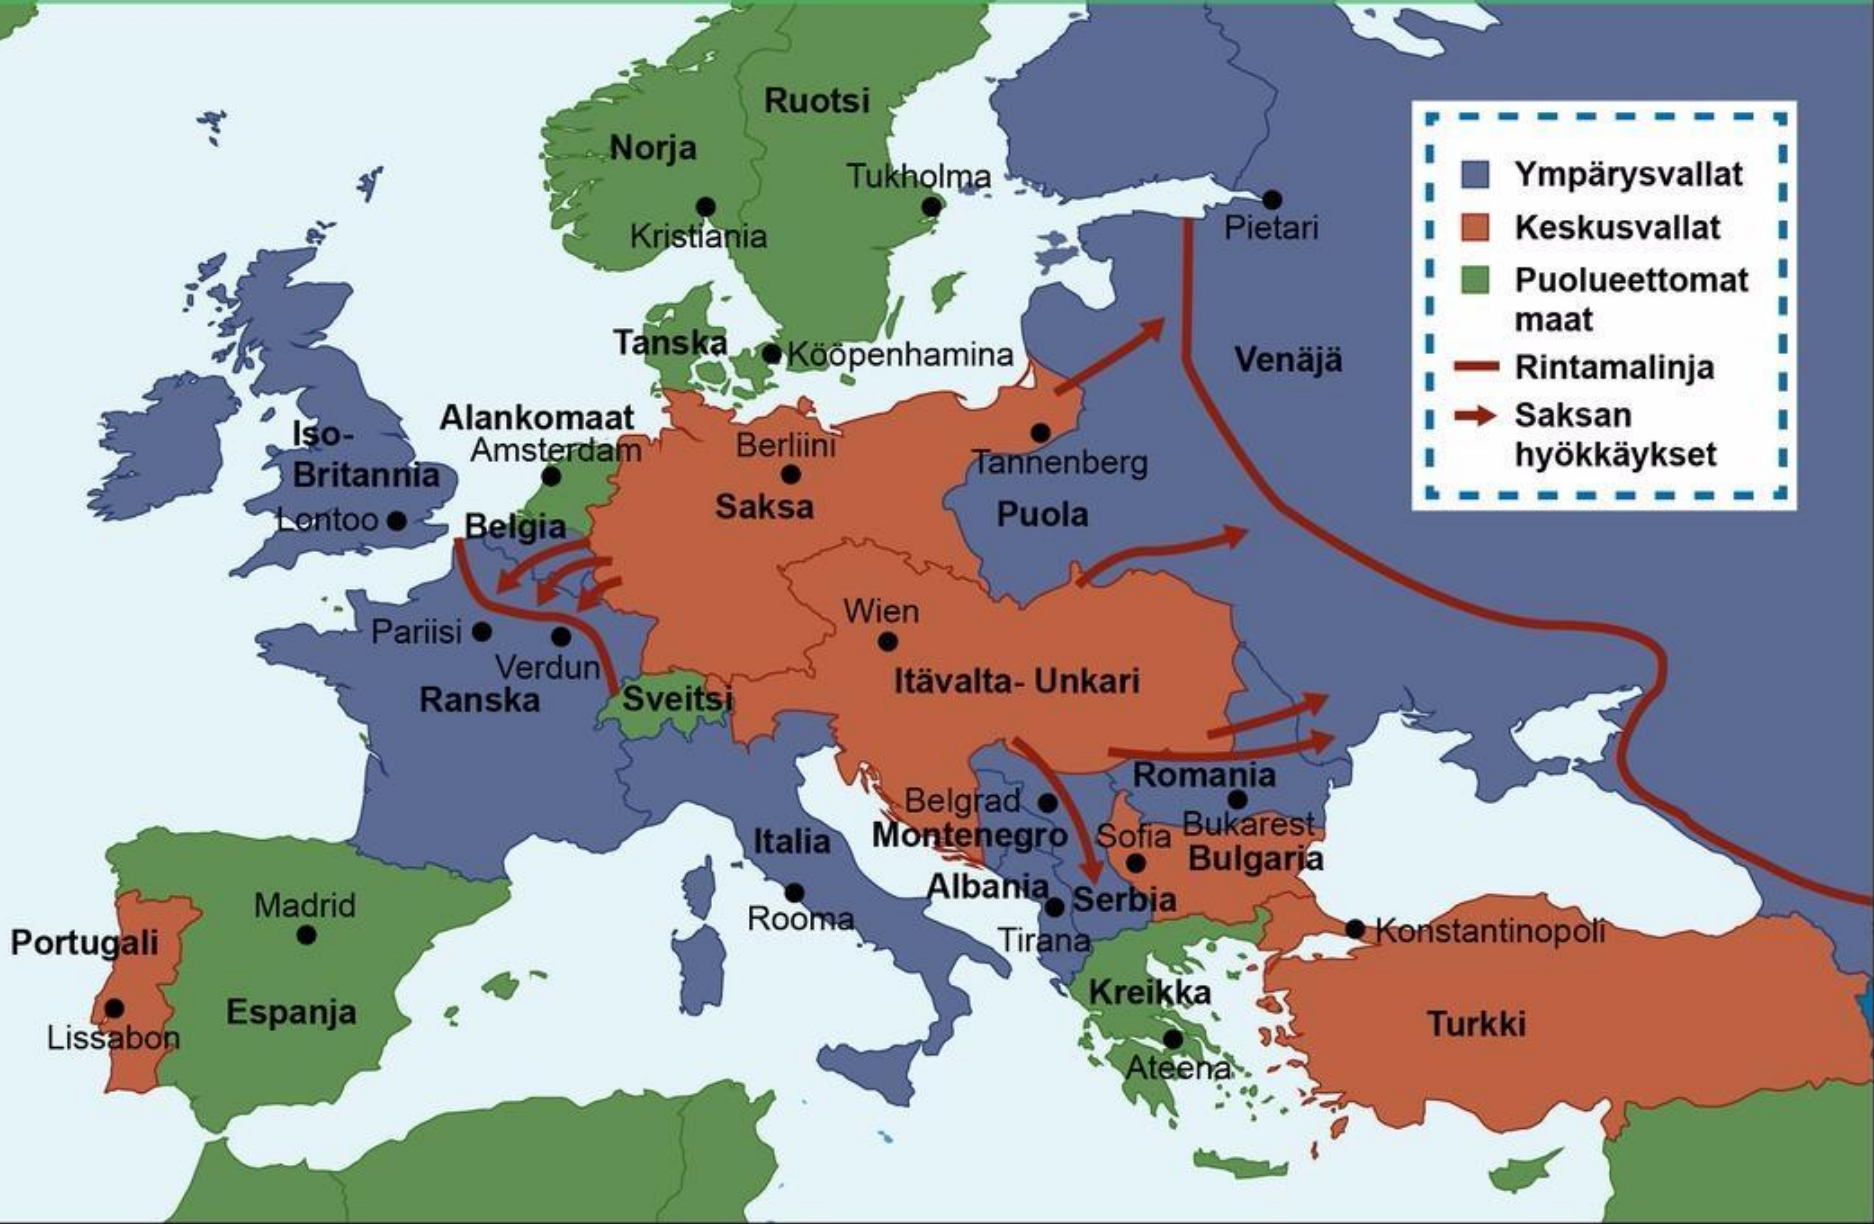 Ruotsi
Norja
Tukholma
Kristiania
Pietari
Tanska
Kööpenhamina
Venäjä
Alankomaat
Amsterdam
Iso-
Britannia
Lontoo
Belgia
Berliini
Saksa
Tannenberg
Puola
Wien
Itävalta- Unkari
Pariisi
Verdun
Ranska
Sveitsi
Romania
Belgrad
Bukarest
Montenegro
Sofia
Bulgaria
Italia
Rooma
Albania
Serbia
Tirana
Konstantinopoli
Madrid
Portugali
Espanja
Lissabon
Kreikka
Ateena
Turkki
Ympärysvallat
Keskusvallat
Puolueettomat
maat
Rintamalinja
Saksan
hyökkäykset